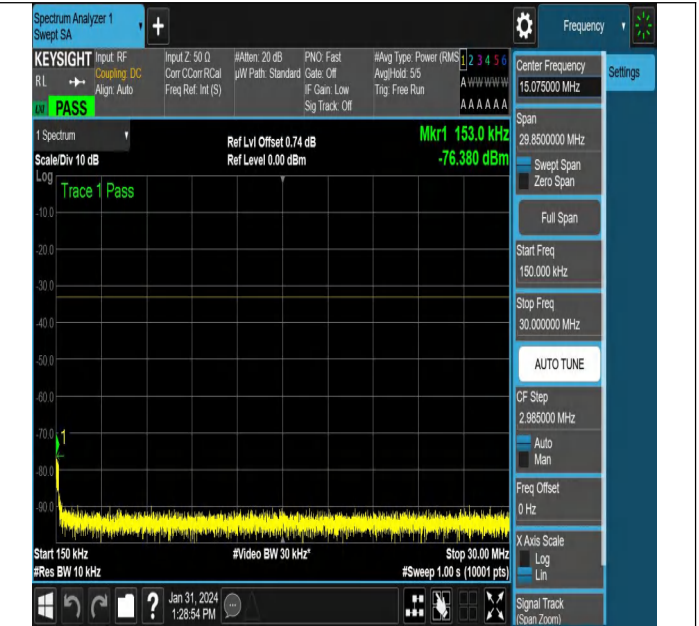 Spectrum Analyzer 1
Swept SA
+
Frequency
KEYSIGHT
RL
PASS
Input: RF
Coupling: DC
Align: Auto
Input Z: 50 Ω
Corr CCorr RCal
Freq Ref: Int (S)
#Atten: 20 dB
µW Path: Standard
PNO: Fast
Gate: Off
IF Gain: Low
Sig Track: Off
#Avg Type: Power (RMS
Avg|Hold: 5/5
Trig: Free Run
1 2 3 4 5 6
A W W W W W
A A A A A A
1 Spectrum
Scale/Div 10 dB
Ref Lvl Offset 0.74 dB
Ref Level 0.00 dBm
Mkr1 153.0 kHz
-76.380 dBm
Log
Trace 1 Pass
-10.0
-20.0
-30.0
-40.0
-50.0
-60.0
-70.0
1
-80.0
-90.0
Start 150 kHz
#Video BW 30 kHz*
Stop 30.00 MHz
#Res BW 10 kHz
#Sweep 1.00 s (10001 pts)
?
Jan 31, 2024
1:28:54 PM
Center Frequency
15.075000 MHz
Settings
Span
29.8500000 MHz
Swept Span
Zero Span
Full Span
Start Freq
150.000 kHz
Stop Freq
30.000000 MHz
AUTO TUNE
CF Step
2.985000 MHz
Auto
Man
Freq Offset
0 Hz
X Axis Scale
Log
Lin
Signal Track
(Span Zoom)